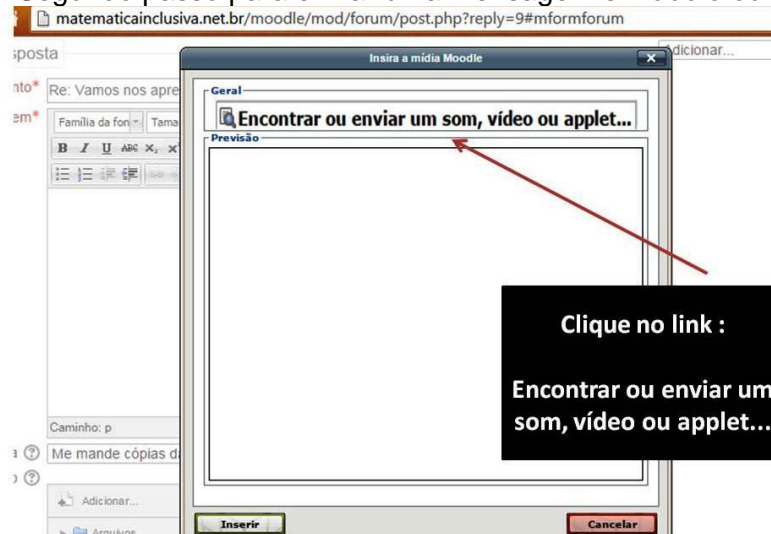 matematicainclusiva.net.br/moodle/mod/forum/post.php?reply=9#mformforum
sposta
Adicionar...
Insira a mídia Moodle
X
nto* Re: Vamos nos apre
em* Família da fon Tama
B I U ABC
Geral
Encontrar ou enviar um som, vídeo ou applet...
Previsão
Clique no link :
Encontrar ou enviar um
som, vídeo ou applet...
Caminho: p
Me mande cópias d
Adicionar...
Arquivos
Inserir
Cancelar